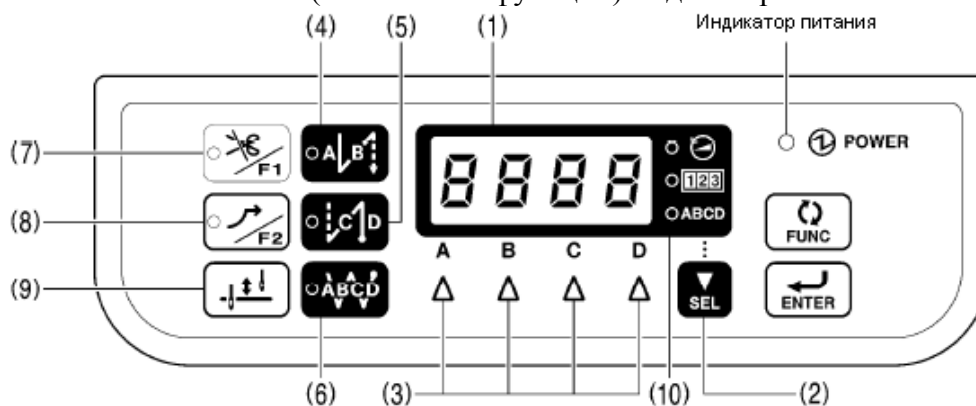 (4)
(5)
(1)
Индикатор питания
(7)
F1
A B
8888
123
ABCD
POWER
(8)
F2
C D
A B C D
FUNC
(9)
ABCD
SEL
ENTER
(6)
(3)
(10)
(2)